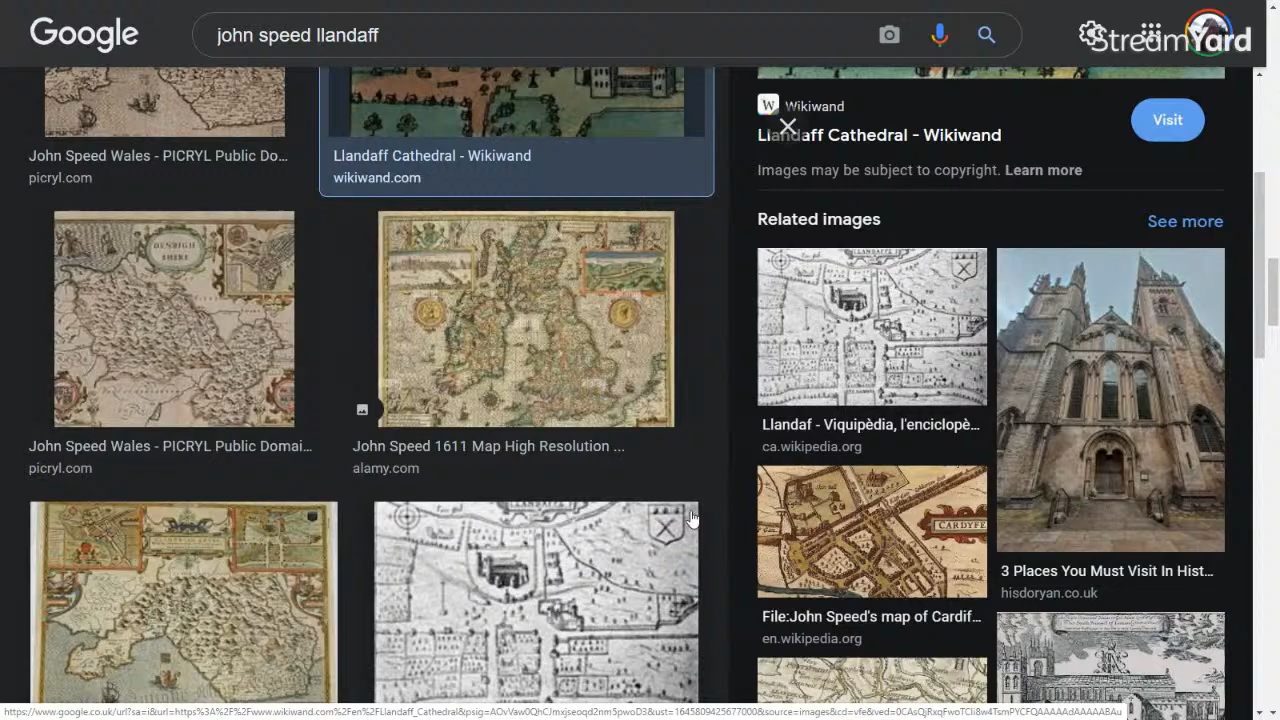 Google
john speed llandaff
StreamYard
John Speed Wales - PICRYL Public Do...
picryl.com
Llandaff Cathedral - Wikiwand
wikiwand.com
W Wikiwand
Llandaff Cathedral - Wikiwand
Visit
Images may be subject to copyright. Learn more
Related images
See more
DENBIGH
SHIRE
John Speed Wales - PICRYL Public Domai...
picryl.com
John Speed 1611 Map High Resolution ...
alamy.com
Llandaf - Viquipèdia, l'enciclopè...
ca.wikipedia.org
CARDYFE
File:John Speed's map of Cardif...
en.wikipedia.org
3 Places You Must Visit In Hist...
hisdoryan.co.uk